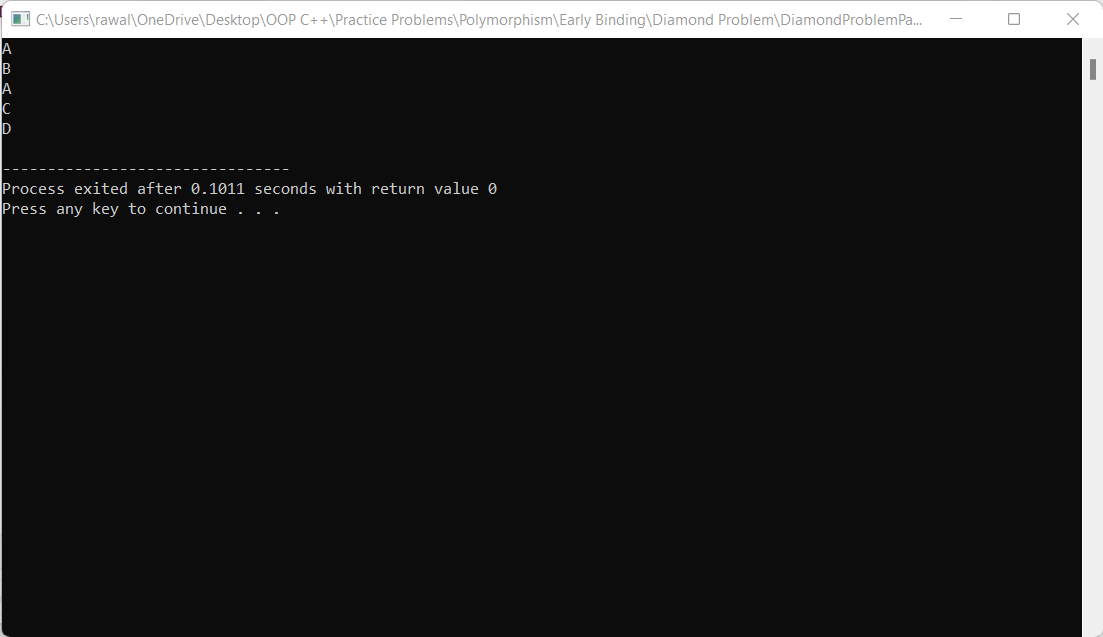 C:\Users\rawal\OneDrive\Desktop\OOP C++\Practice Problems\Polymorphism\Early Binding\Diamond Problem\DiamondProblemPa...
A
B
A
C
D
--------------------------------
Process exited after 0.1011 seconds with return value 0
Press any key to continue . . .